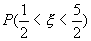 P(1/2 < ξ < 5/2)